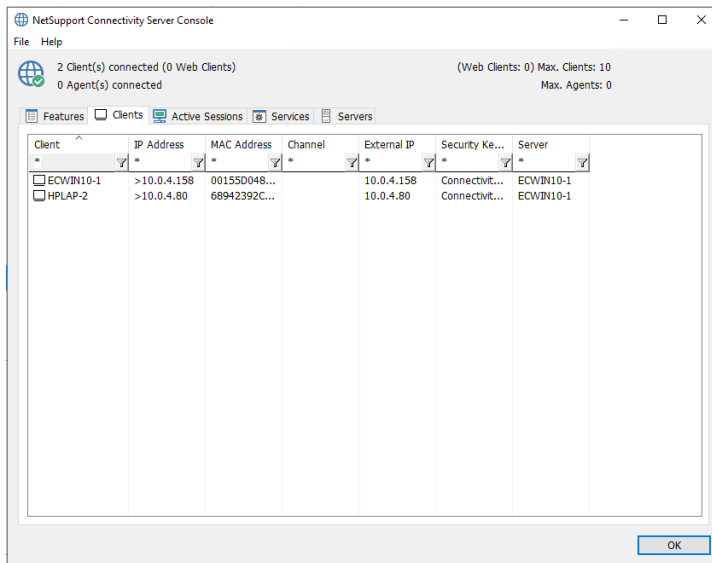 NetSupport Connectivity Server Console
File Help
2 Client(s) connected (0 Web Clients) (Web Clients: 0) Max. Clients: 10
0 Agent(s) connected Max. Agents: 0
Features Clients Active Sessions Services Servers
Client IP Address MAC Address Channel External IP Security Ke... Server
* * * * * * *
ECWIN10-1 >10.0.4.158 00155D048... 10.0.4.158 Connectivit... ECWIN10-1
HPLAP-2 >10.0.4.80 68942392C... 10.0.4.80 Connectivit... ECWIN10-1
OK